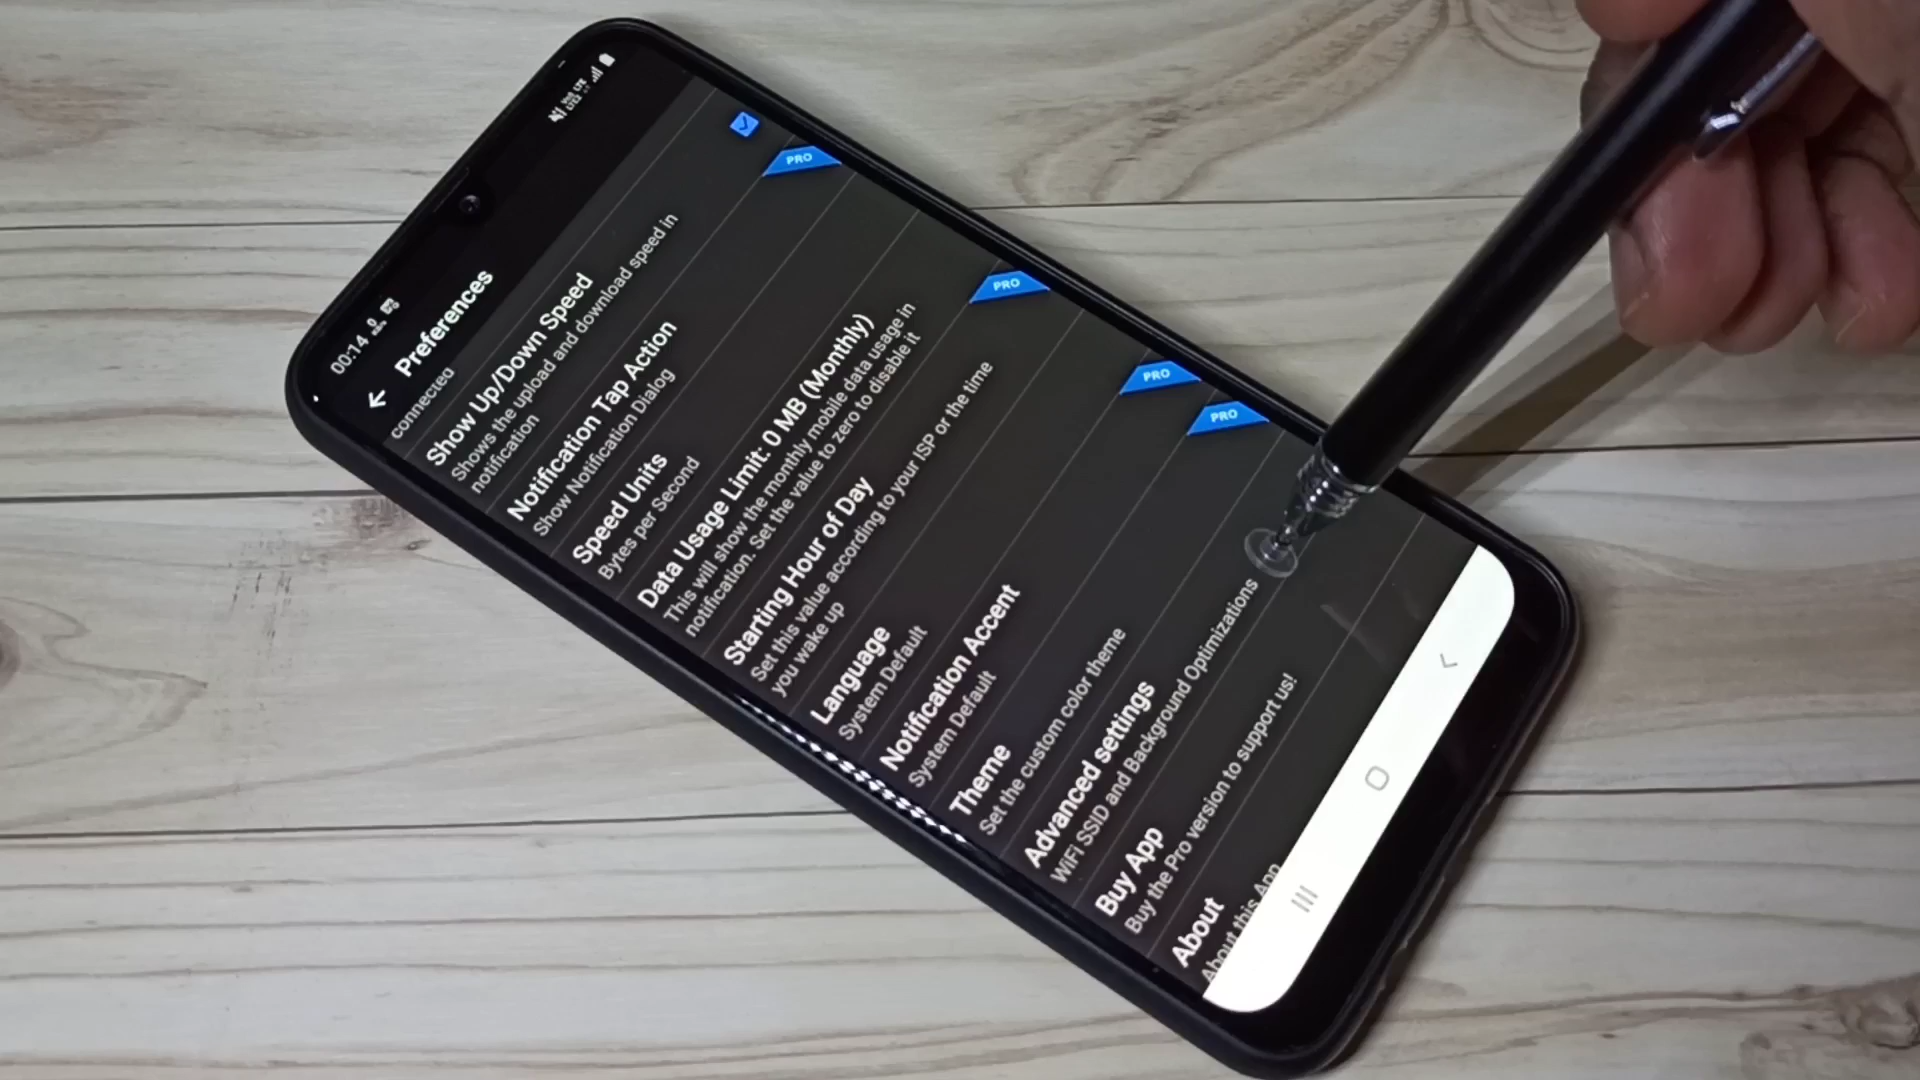 00:14
Preferences
connected
Show Up/Down Speed
Shows the upload and download speed in
notification
PRO
Notification Tap Action
Show Notification Dialog
Speed Units
Bytes per Second
Data Usage Limit: 0 MB (Monthly)
This will show the monthly mobile data usage in
notification. Set the value to zero to disable it
PRO
Starting Hour of Day
Set this value according to your ISP or the time
you wake up
Language
System Default
PRO
Notification Accent
System Default
PRO
Theme
Set the custom color theme
Advanced settings
WiFi SSID and Background Optimizations
Buy App
Buy the Pro version to support us!
About
About this App